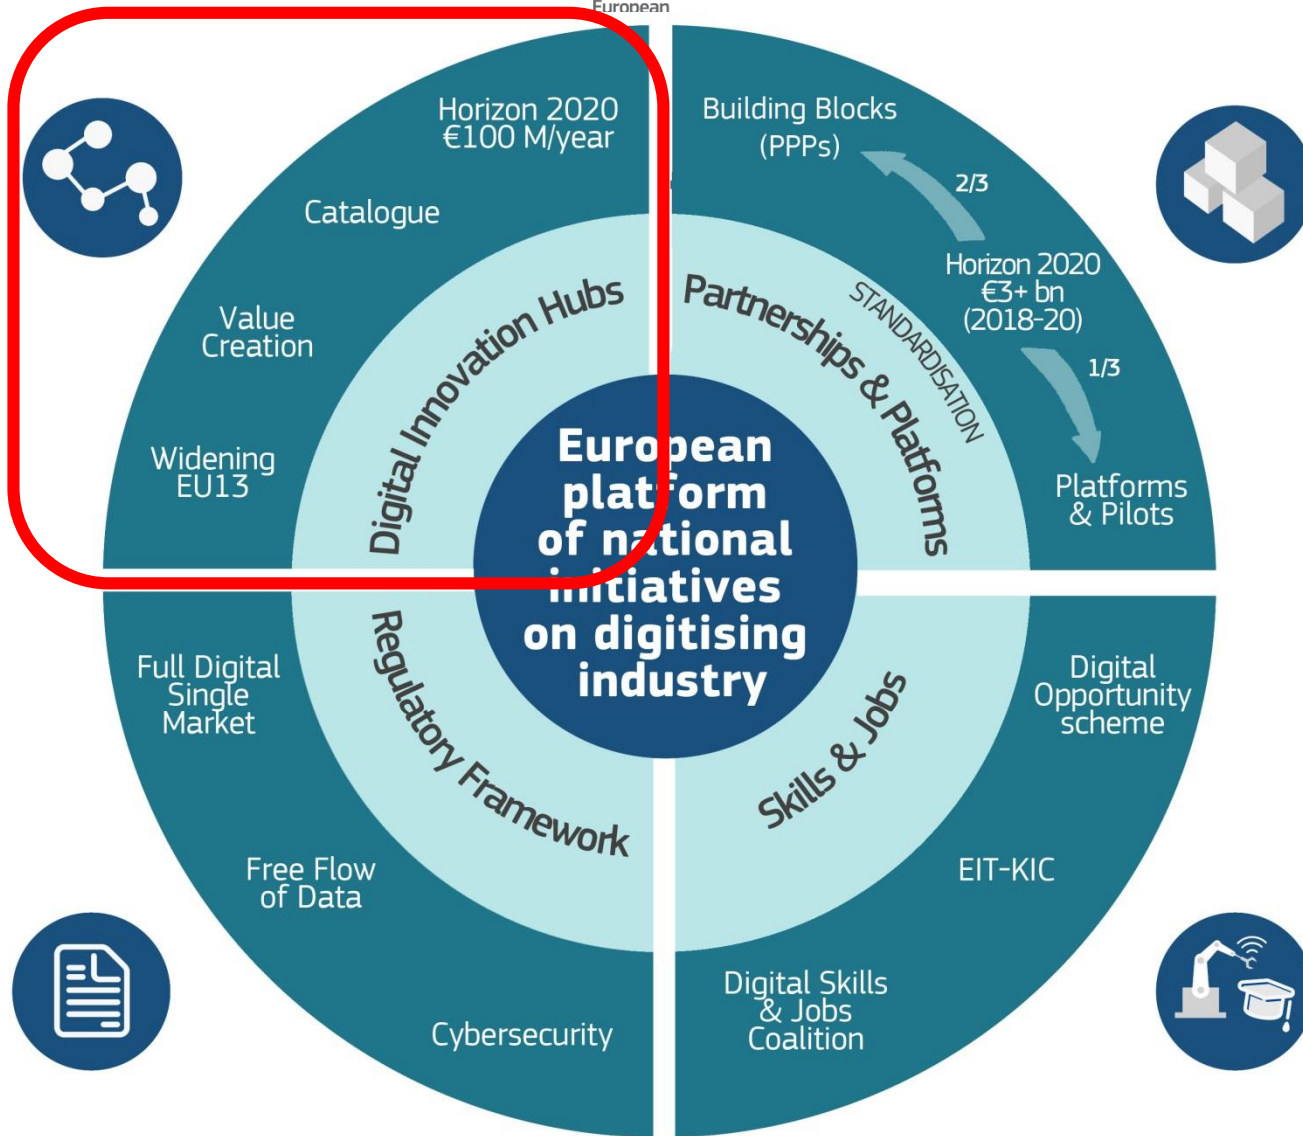 European
Horizon 2020
€100 M/year
Catalogue
Value
Creation
Widening
EU13
Digital Innovation Hubs
Building Blocks
(PPPs)
2/3
Horizon 2020
€3+ bn
(2018-20)
1/3
Platforms
& Pilots
STANDARDISATION
Partnerships & Platforms
European
platform
of national
initiatives
on digitising
industry
Regulatory Framework
Full Digital
Single
Market
Free Flow
of Data
Cybersecurity
Skills & Jobs
Digital
Opportunity
scheme
EIT-KIC
Digital Skills
& Jobs
Coalition